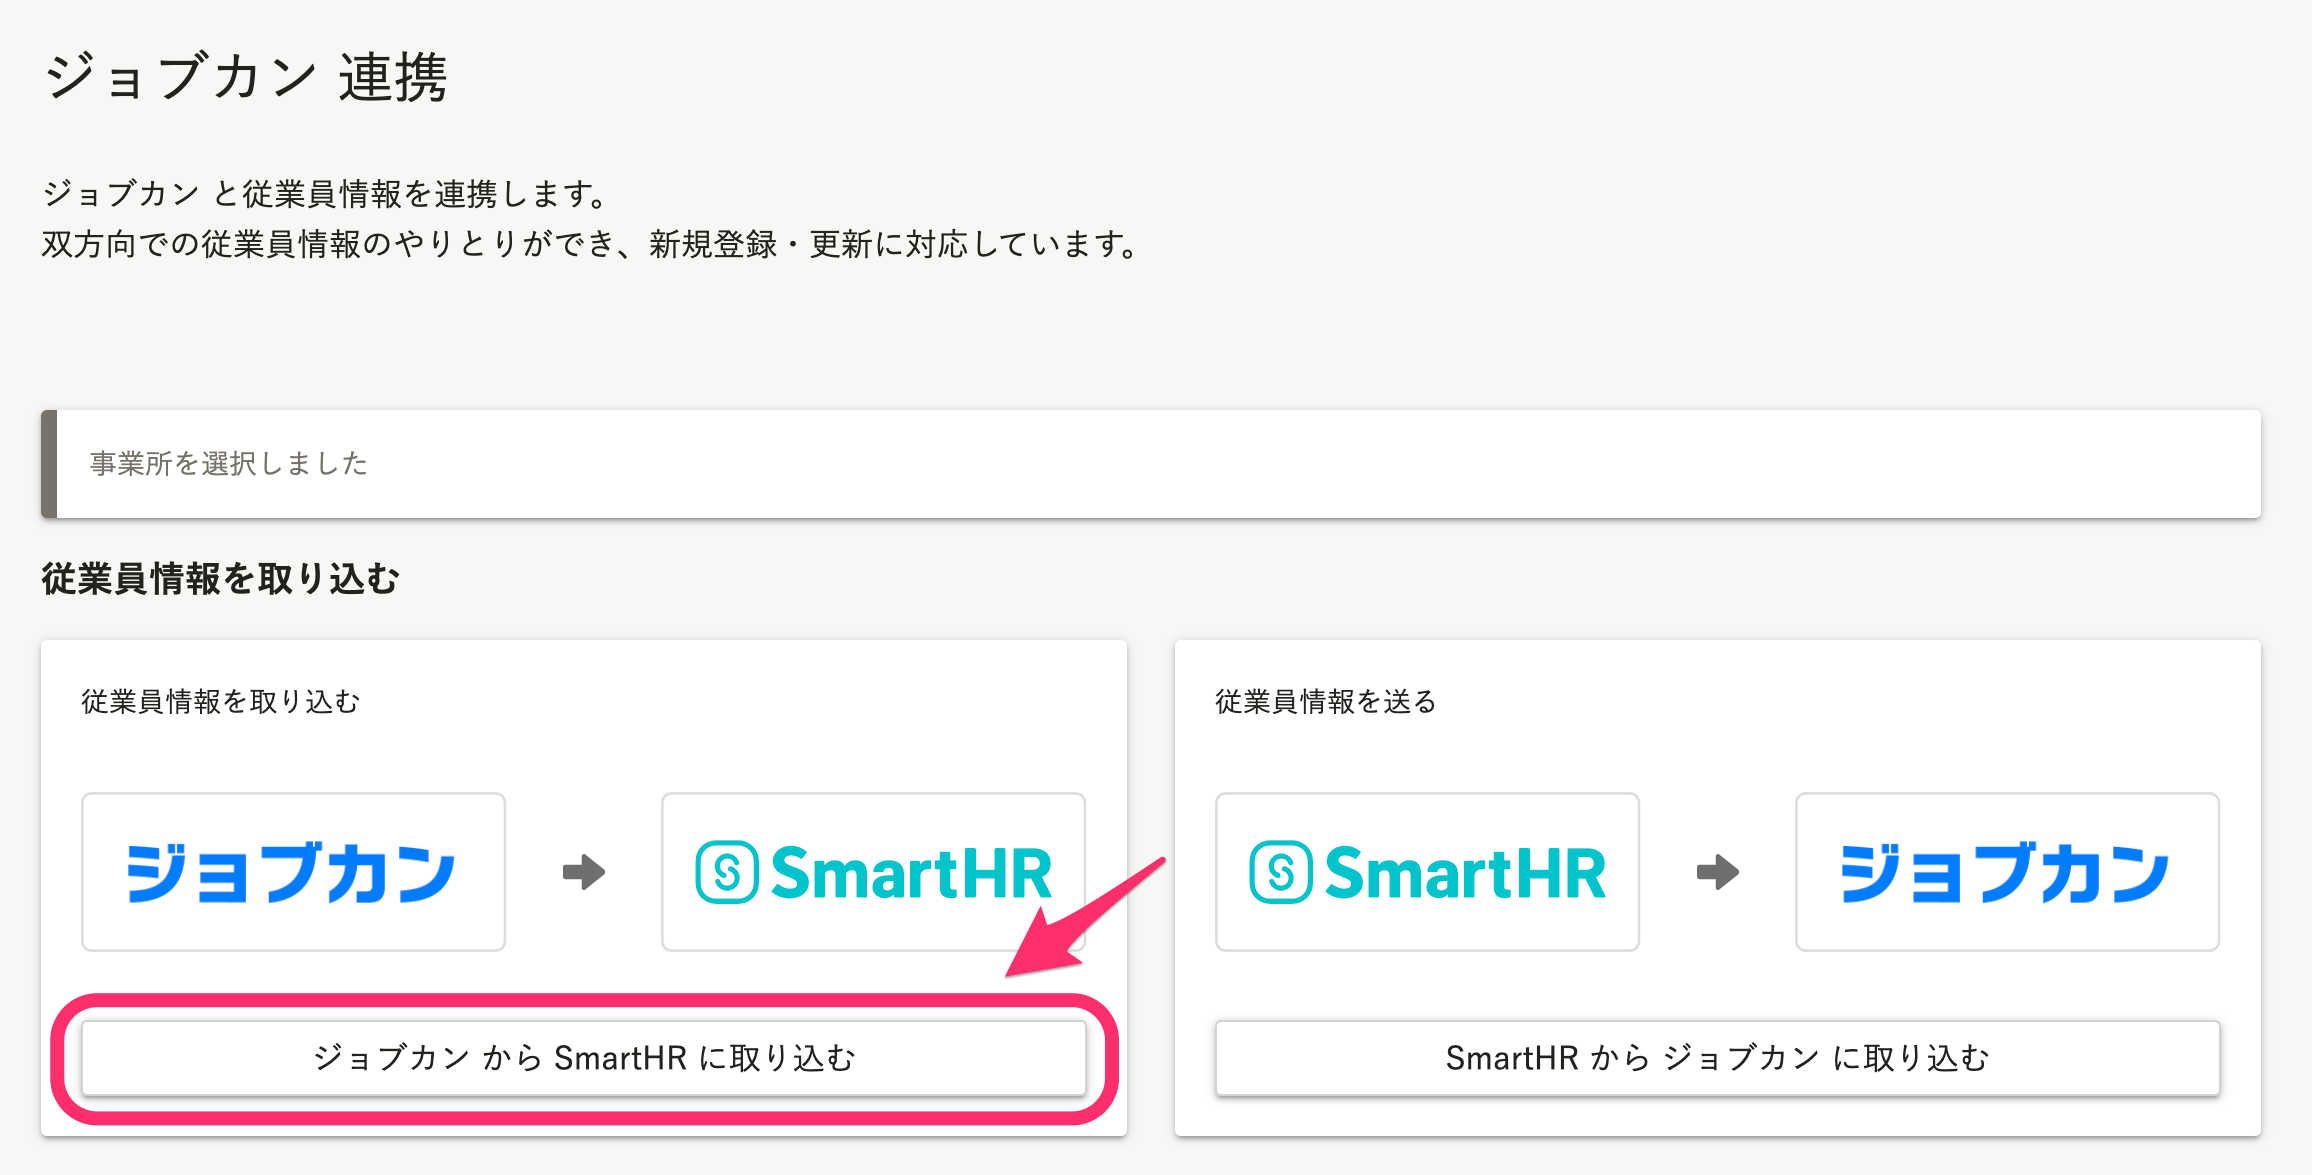 ジョブカン 連携
ジョブカン と従業員情報を連携します。
双方向での従業員情報のやりとりができ、新規登録・更新に対応しています。
事業所を選択しました
従業員情報を取り込む
従業員情報を取り込む
ジョブカン
SmartHR
ジョブカン から SmartHR に取り込む
従業員情報を送る
SmartHR
ジョブカン
SmartHR から ジョブカン に取り込む